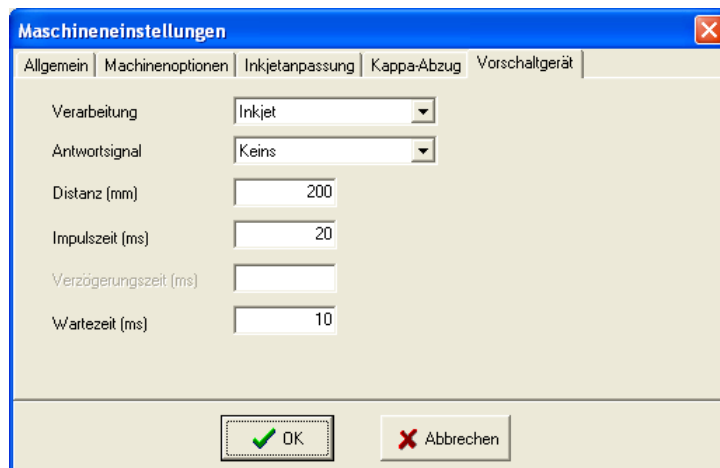 Maschineneinstellungen
Allgemein Machinenoptionen Inkjetanpassung Kappa-Abzug Vorschaltgerät
Verarbeitung Inkjet
Antwortsignal Keins
Distanz (mm) 200
Impulszeit (ms) 20
Verzögerungszeit (ms)
Wartezeit (ms) 10
OK Abbrechen